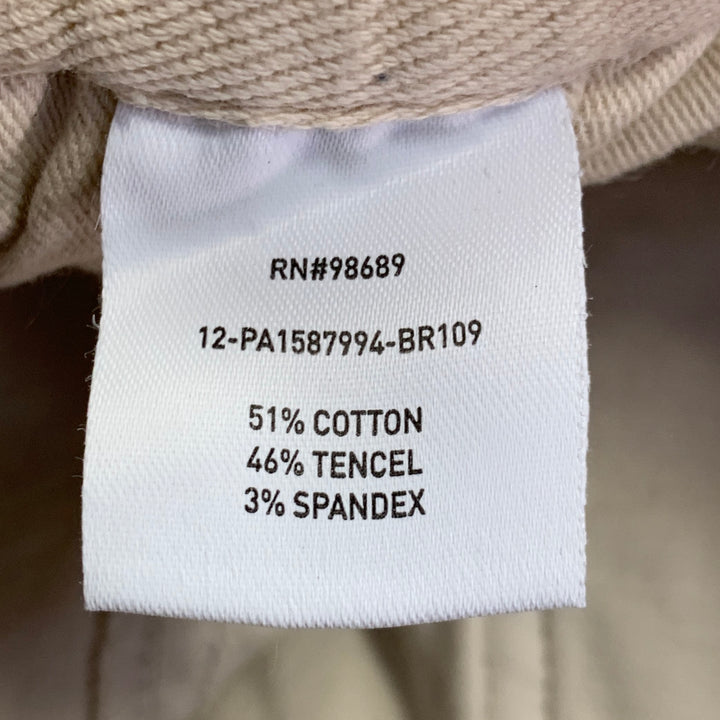 RN#98689
12-PA1587994-BR109
51% COTTON
46% TENCEL
3% SPANDEX